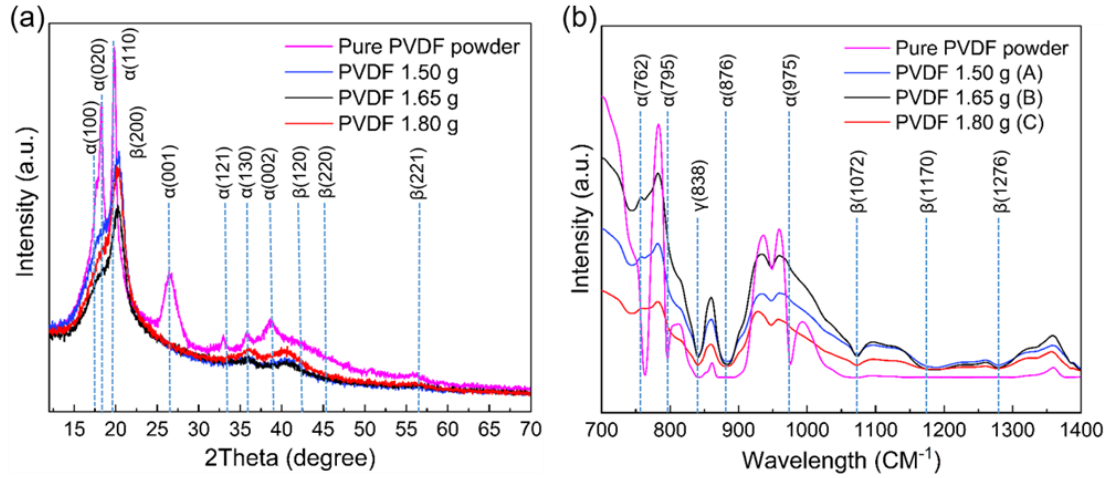 (a)
Pure PVDF powder
PVDF 1.50 g
PVDF 1.65 g
PVDF 1.80 g
α(100)
α(020)
α(110)
β(200)
α(001)
α(121)
α(130)
α(002)
β(120)
β(220)
β(221)
Intensity (a.u.)
15 20 25 30 35 40 45 50 55 60 65 70
2Theta (degree)
(b)
Pure PVDF powder
PVDF 1.50 g (A)
PVDF 1.65 g (B)
PVDF 1.80 g (C)
α(762)
α(795)
γ(838)
α(876)
α(975)
β(1072)
β(1170)
β(1276)
Intensity (a.u.)
700 800 900 1000 1100 1200 1300 1400
Wavelength (CM⁻¹)